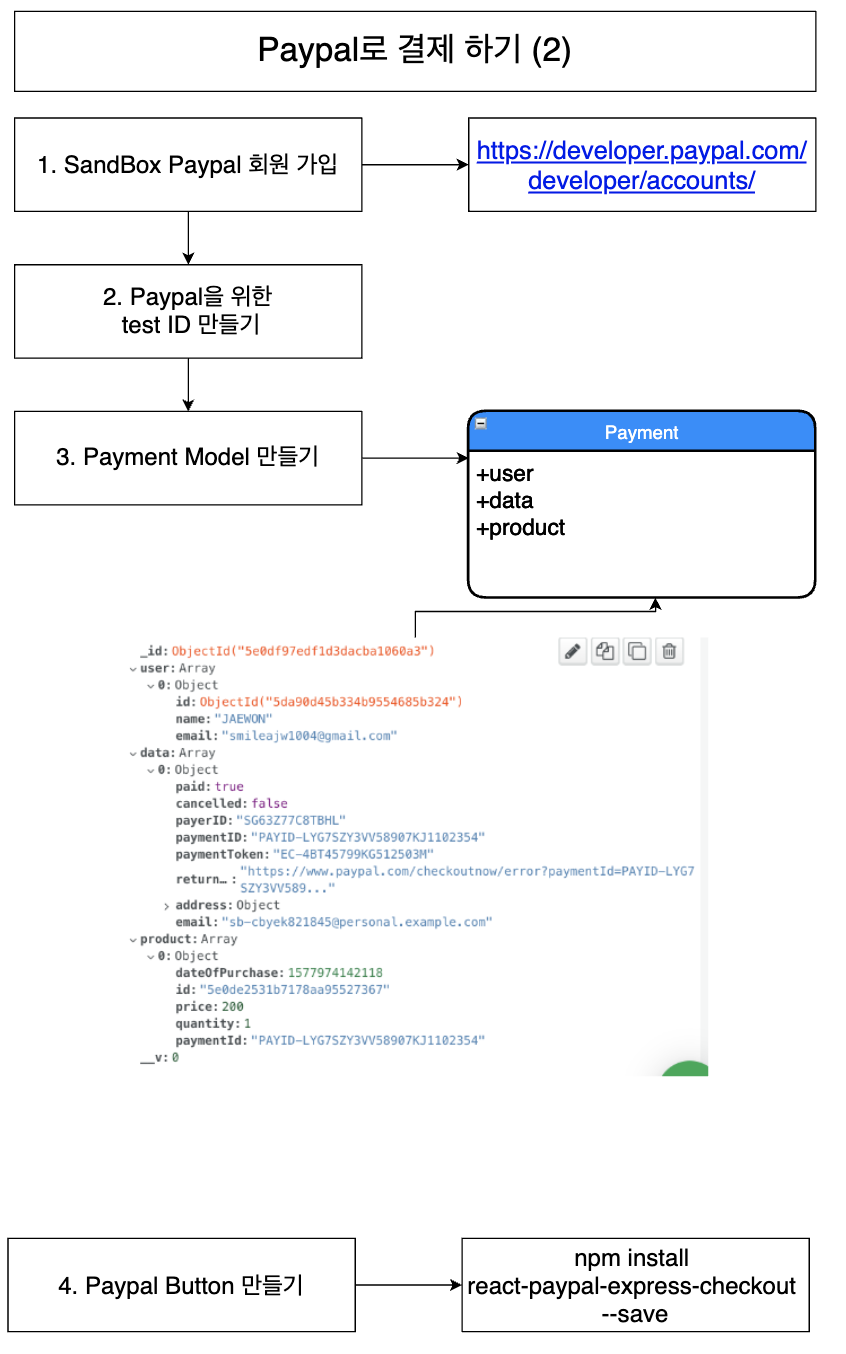 Paypal로 결제 하기 (2)
1. SandBox Paypal 회원 가입
https://developer.paypal.com/
developer/accounts/
2. Paypal을 위한
test ID 만들기
3. Payment Model 만들기
Payment
+user
+data
+product
_id: ObjectId("5e0df97edf1d3dacba1060a3")
user: Array
0: Object
id: ObjectId("5da90d45b334b9554685b324")
name: "JAEWON"
email: "smileajw1004@gmail.com"
data: Array
0: Object
paid: true
cancelled: false
payerID: "SG63Z77C8TBHL"
paymentID: "PAYID-LYG7SZY3VV58907KJ1102354"
paymentToken: "EC-4BT45799KG512503M"
return… : "https://www.paypal.com/checkoutnow/error?paymentId=PAYID-LYG7
SZY3VV589..."
address: Object
email: "sb-cbyek821845@personal.example.com"
product: Array
0: Object
dateOfPurchase: 1577974142118
id: "5e0de2531b7178aa95527367"
price: 200
quantity: 1
paymentId: "PAYID-LYG7SZY3VV58907KJ1102354"
__v: 0
4. Paypal Button 만들기
npm install
react-paypal-express-checkout
--save